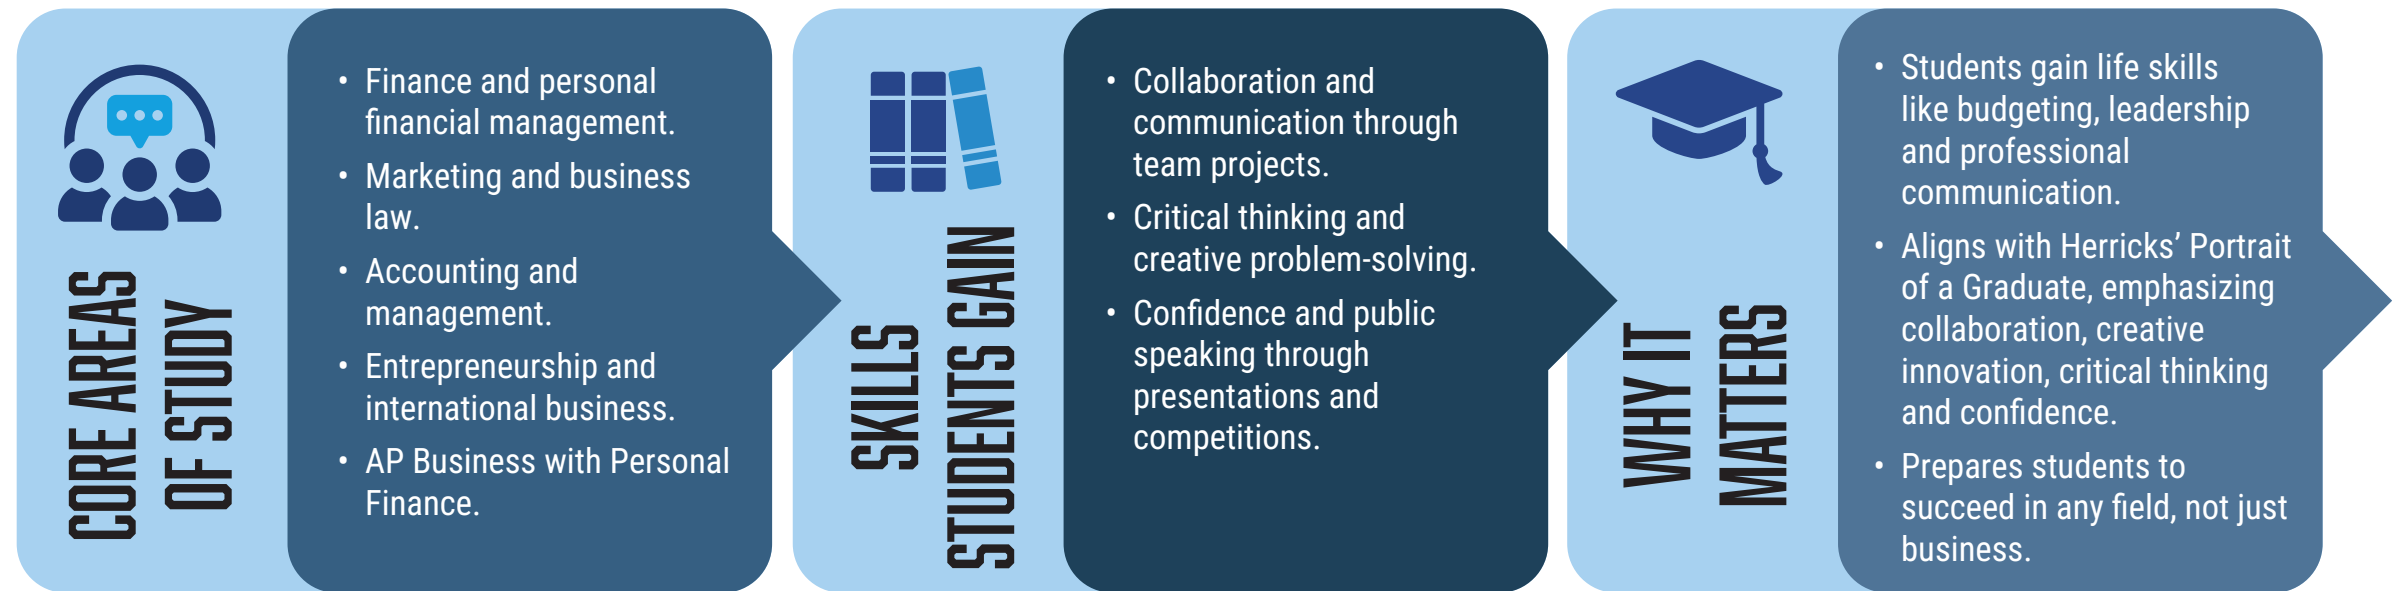 CORE AREAS
OF STUDY
• Finance and personal
financial management.
• Marketing and business
law.
• Accounting and
management.
• Entrepreneurship and
international business.
• AP Business with Personal
Finance.
SKILLS
STUDENTS GAIN
• Collaboration and
communication through
team projects.
• Critical thinking and
creative problem-solving.
• Confidence and public
speaking through
presentations and
competitions.
WHY IT
MATTERS
• Students gain life skills
like budgeting, leadership
and professional
communication.
• Aligns with Herricks’ Portrait
of a Graduate, emphasizing
collaboration, creative
innovation, critical thinking
and confidence.
• Prepares students to
succeed in any field, not just
business.